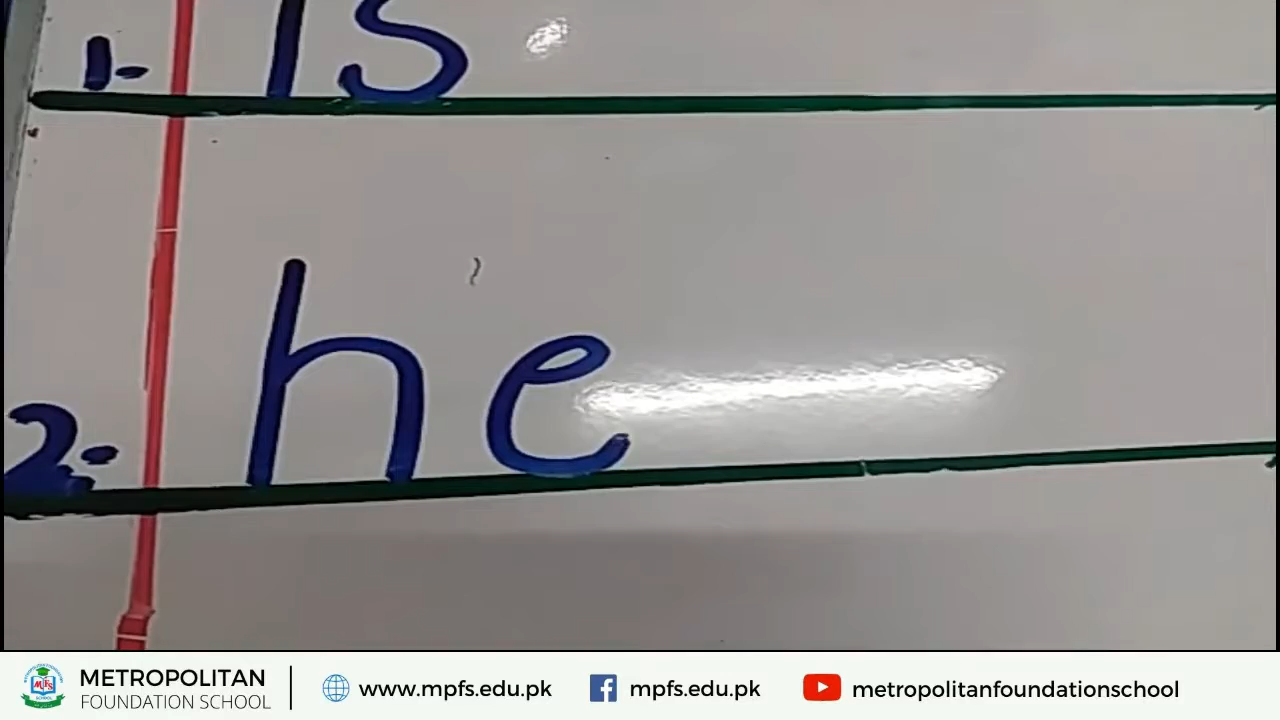 1. is
2. he
METROPOLITAN
FOUNDATION SCHOOL
www.mpfs.edu.pk
mpfs.edu.pk
metropolitanfoundationschool